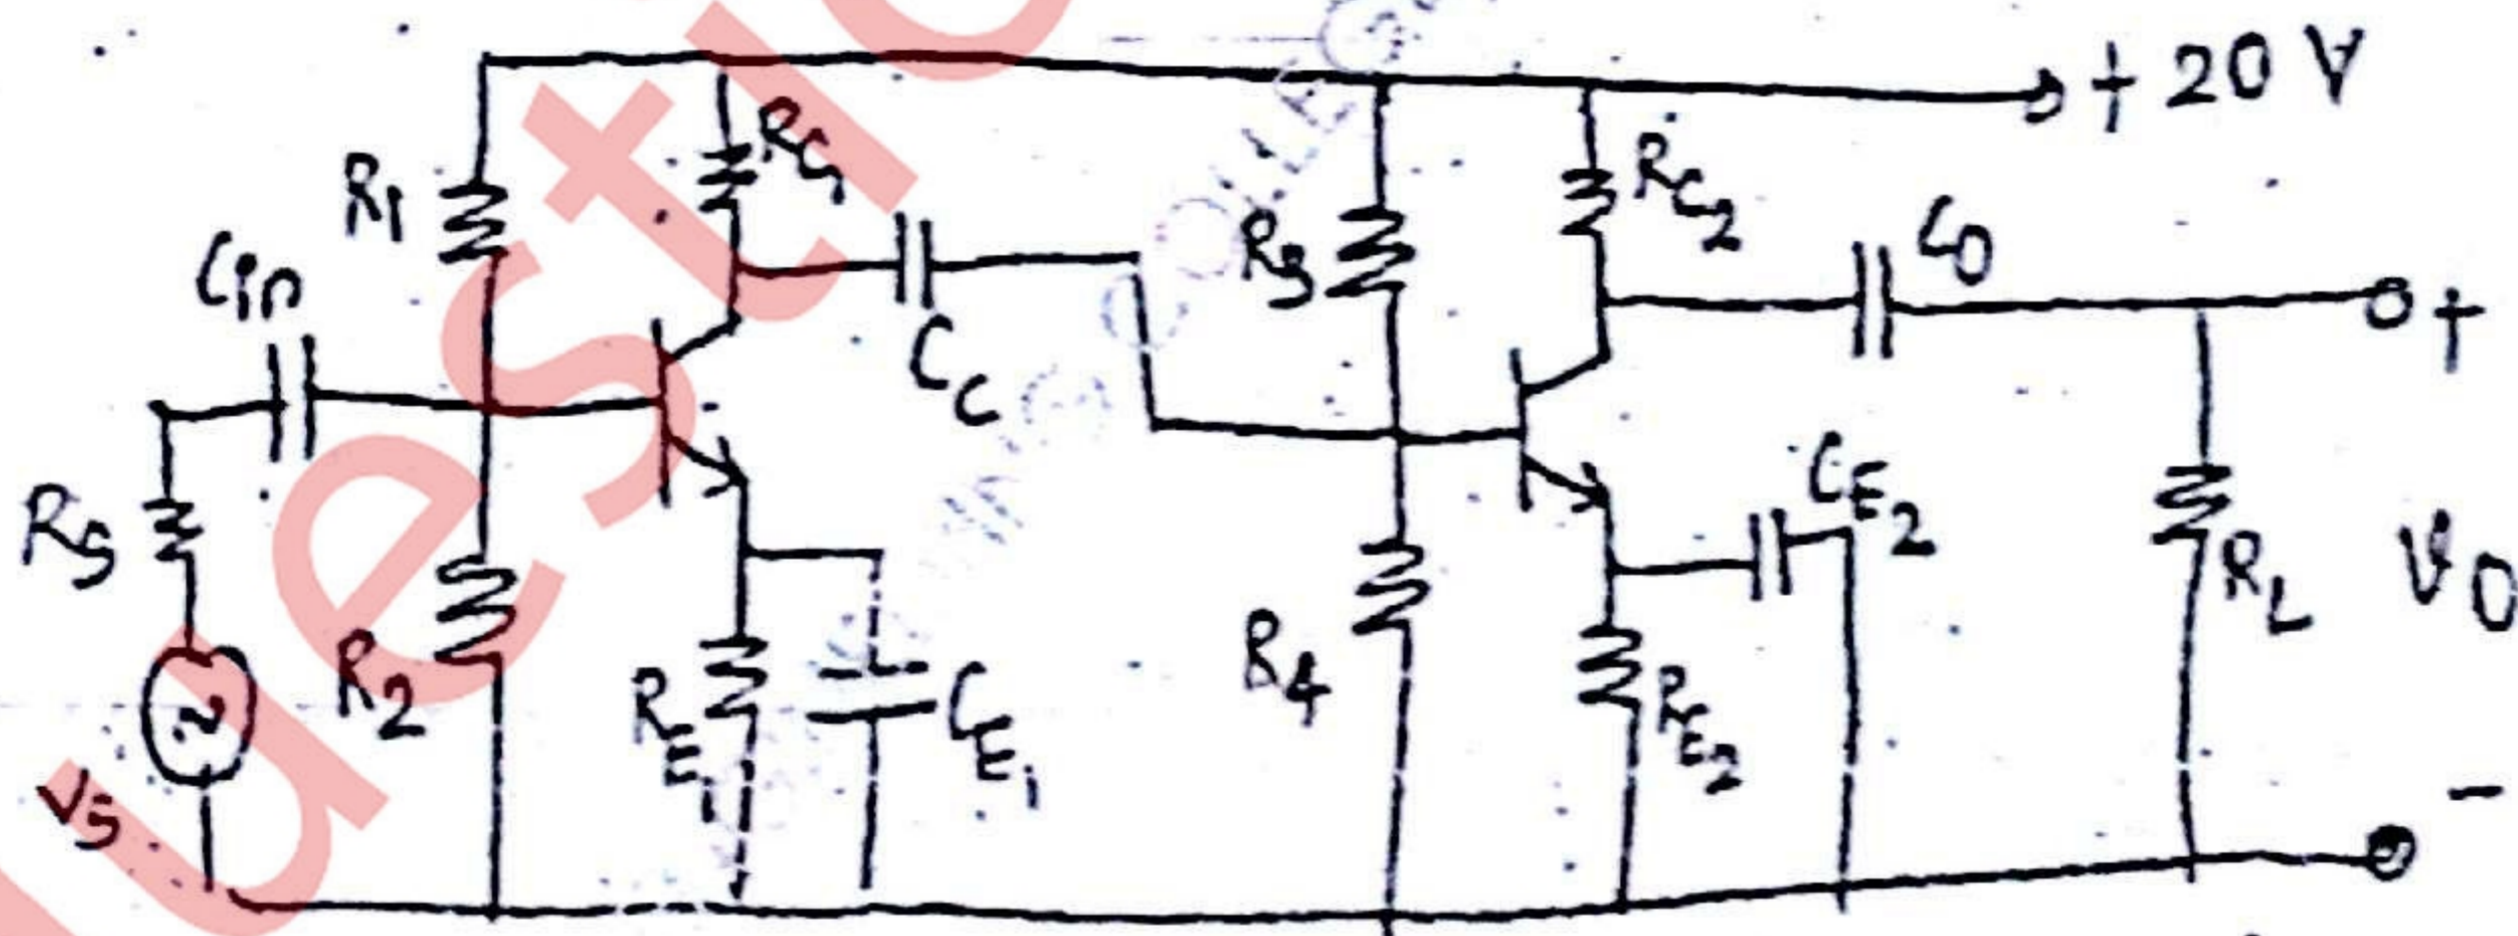 + 20 V
R1
RC1
R3
RC2
Cin
CC
CO
+
RS
R2
RE1
CE1
R4
RE2
CE2
RL
VO
VS
-